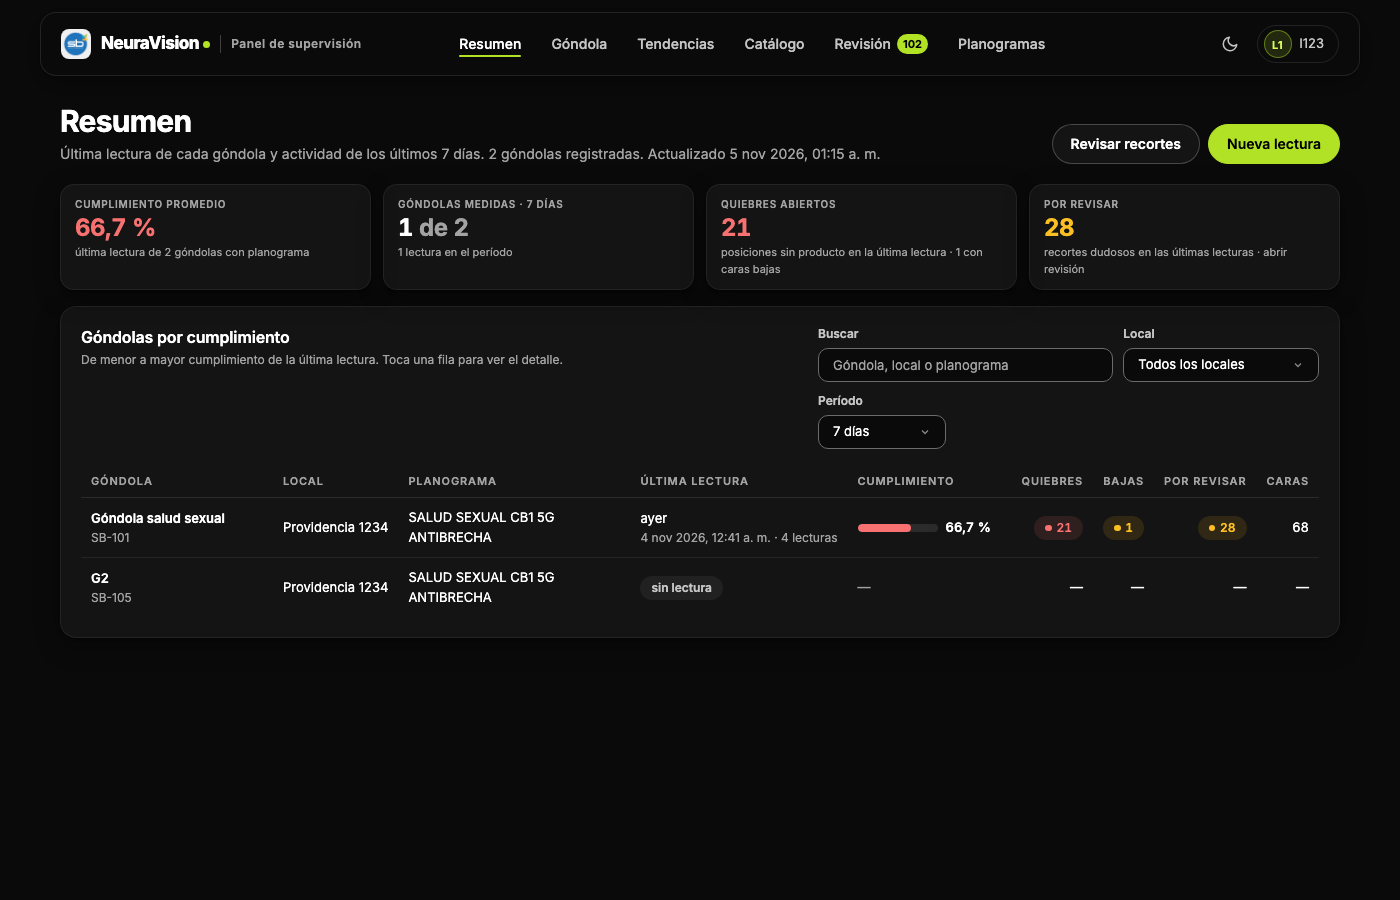 sb NeuraVision Panel de supervisión
Resumen Góndola Tendencias Catálogo Revisión 102 Planogramas
L1 l123
Resumen
Última lectura de cada góndola y actividad de los últimos 7 días. 2 góndolas registradas. Actualizado 5 nov 2026, 01:15 a. m.
Revisar recortes Nueva lectura
CUMPLIMIENTO PROMEDIO
66,7 %
última lectura de 2 góndolas con planograma
GÓNDOLAS MEDIDAS · 7 DÍAS
1 de 2
1 lectura en el período
QUIEBRES ABIERTOS
21
posiciones sin producto en la última lectura · 1 con
caras bajas
POR REVISAR
28
recortes dudosos en las últimas lecturas · abrir
revisión
Góndolas por cumplimiento
De menor a mayor cumplimiento de la última lectura. Toca una fila para ver el detalle.
Buscar
Góndola, local o planograma
Local
Todos los locales
Período
7 días
GÓNDOLA LOCAL PLANOGRAMA ÚLTIMA LECTURA CUMPLIMIENTO QUIEBRES BAJAS POR REVISAR CARAS
Góndola salud sexual
SB-101
Providencia 1234
SALUD SEXUAL CB1 5G
ANTIBRECHA
ayer
4 nov 2026, 12:41 a. m. · 4 lecturas
66,7 % 21 1 28 68
G2
SB-105
Providencia 1234
SALUD SEXUAL CB1 5G
ANTIBRECHA
sin lectura
— — — — —